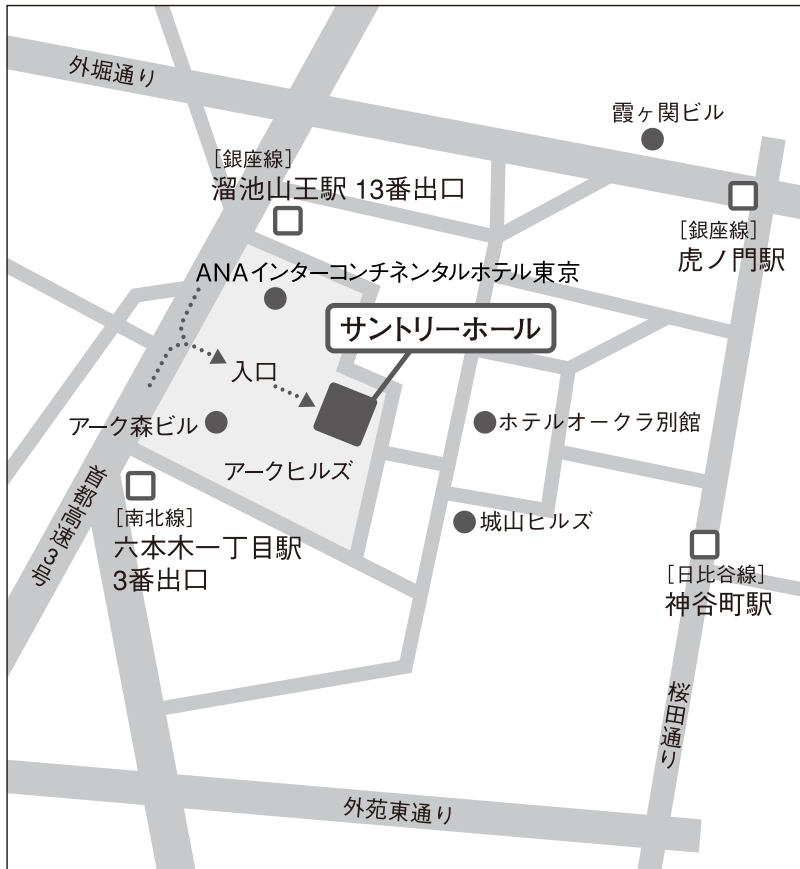 外堀通り
霞ヶ関ビル
［銀座線］
溜池山王駅 13番出口
［銀座線］
虎ノ門駅
ANAインターコンチネンタルホテル東京
サントリーホール
入口
アーク森ビル
ホテルオークラ別館
アークヒルズ
首都高速3号
［南北線］
六本木一丁目駅
3番出口
城山ヒルズ
［日比谷線］
神谷町駅
桜田通り
外苑東通り